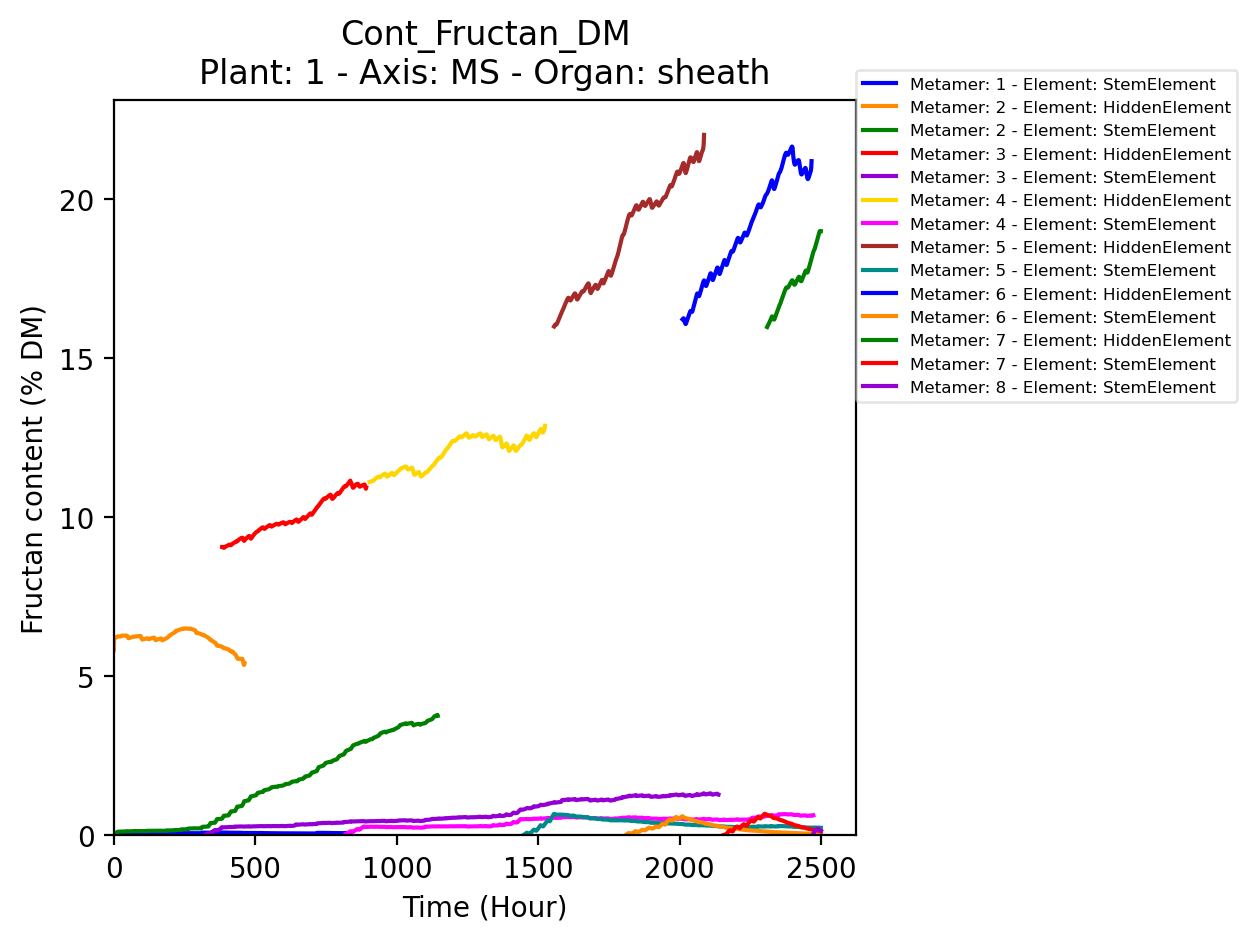 Cont_Fructan_DM
Plant: 1 - Axis: MS - Organ: sheath
Metamer: 1 - Element: StemElement
Metamer: 2 - Element: HiddenElement
Metamer: 2 - Element: StemElement
Metamer: 3 - Element: HiddenElement
Metamer: 3 - Element: StemElement
Metamer: 4 - Element: HiddenElement
Metamer: 4 - Element: StemElement
Metamer: 5 - Element: HiddenElement
Metamer: 5 - Element: StemElement
Metamer: 6 - Element: HiddenElement
Metamer: 6 - Element: StemElement
Metamer: 7 - Element: HiddenElement
Metamer: 7 - Element: StemElement
Metamer: 8 - Element: StemElement
Fructan content (% DM)
20
15
10
5
0
0 500 1000 1500 2000 2500
Time (Hour)